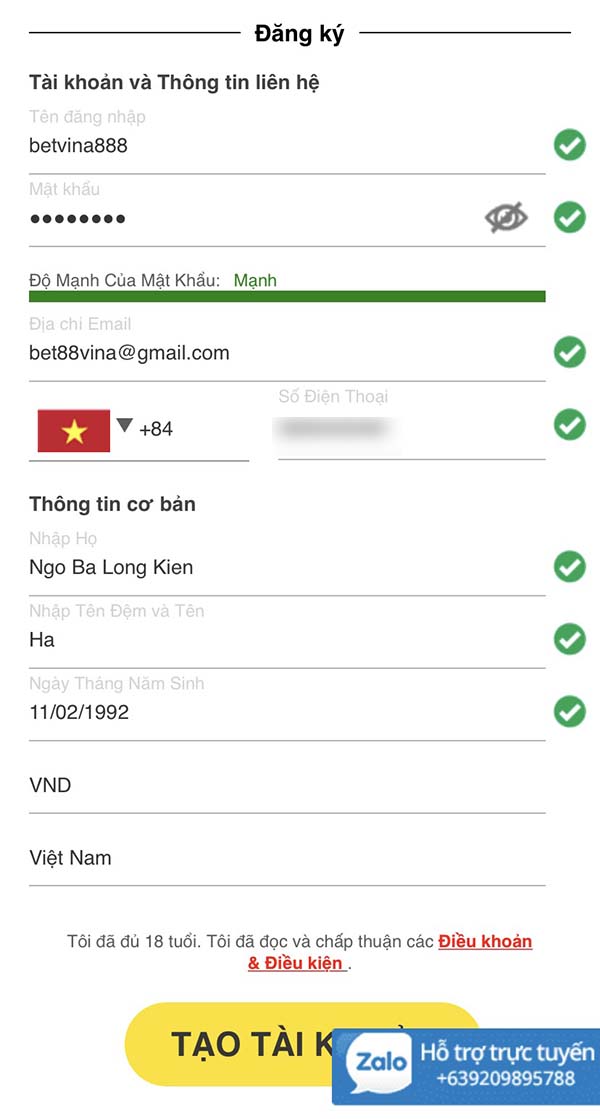 Đăng ký
Tài khoản và Thông tin liên hệ
Tên đăng nhập
betvina888
Mật khẩu
••••••••
Độ Mạnh Của Mật Khẩu: Mạnh
Địa chỉ Email
bet88vina@gmail.com
Số Điện Thoại
+84
Thông tin cơ bản
Nhập Họ
Ngo Ba Long Kien
Nhập Tên Đệm và Tên
Ha
Ngày Tháng Năm Sinh
11/02/1992
VND
Việt Nam
Tôi đã đủ 18 tuổi. Tôi đã đọc và chấp thuận các Điều khoản
& Điều kiện .
TẠO TÀI
Zalo
Hỗ trợ trực tuyến
+639209895788